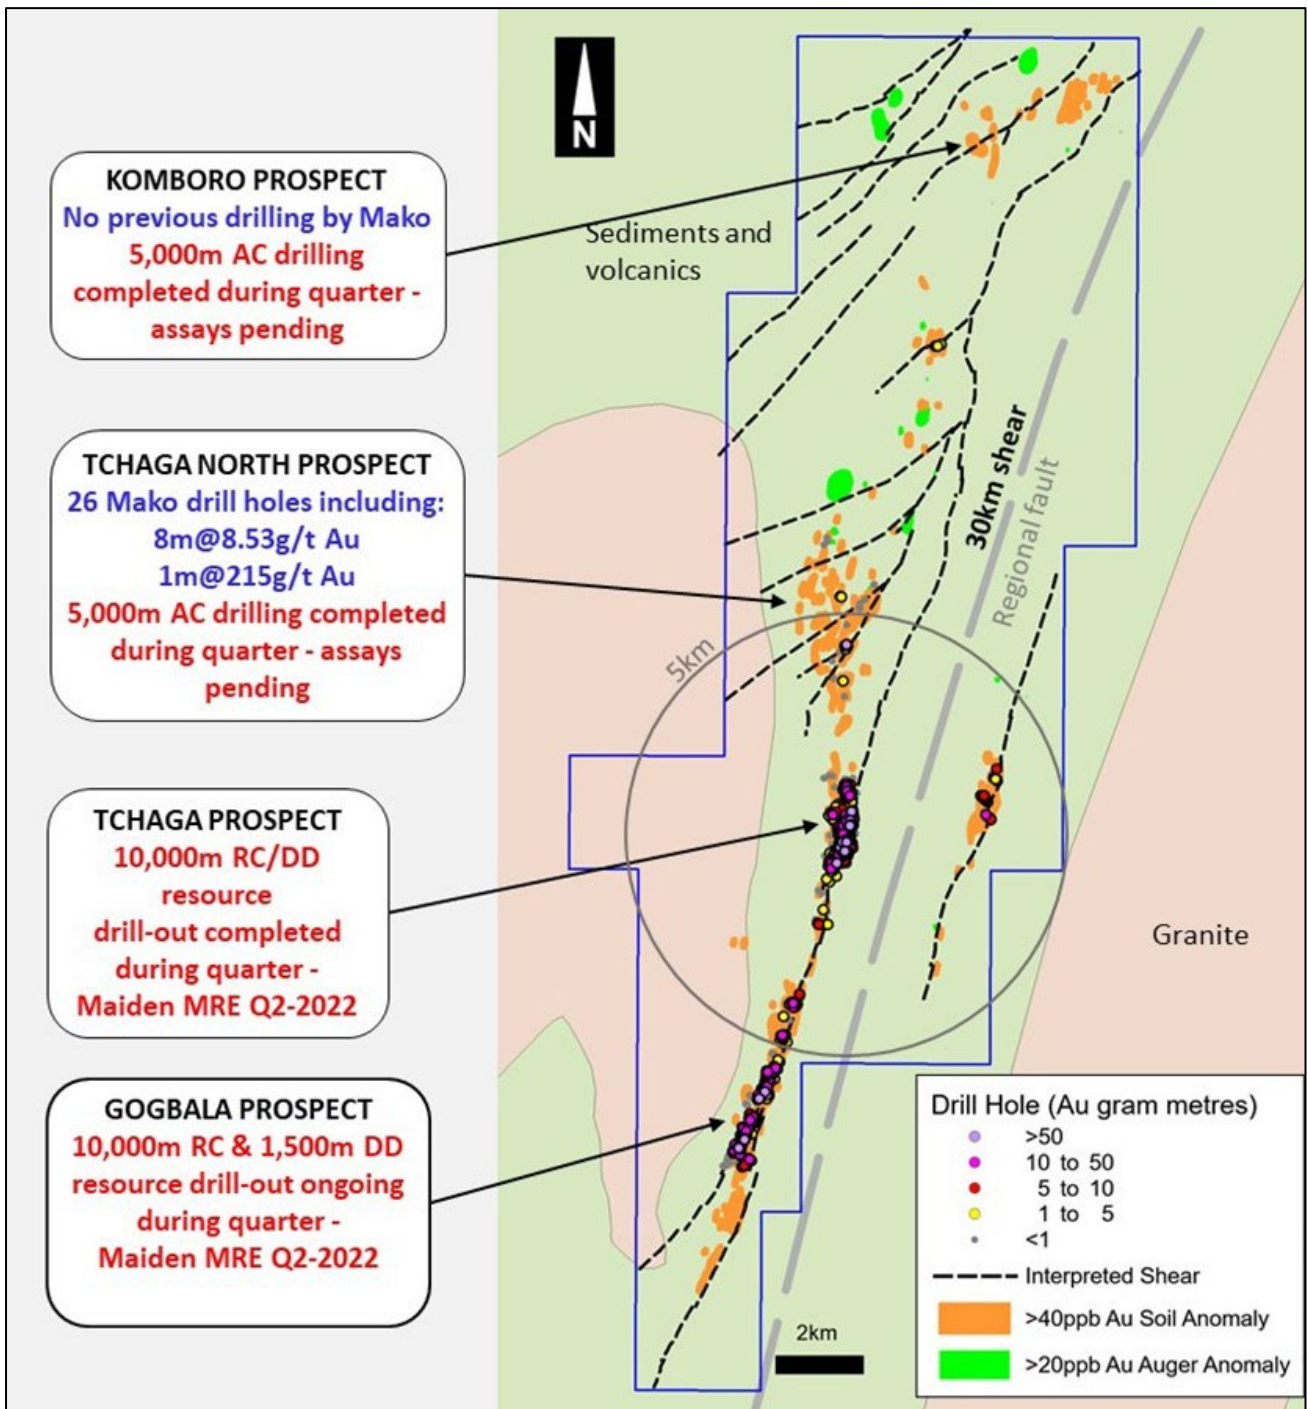 N
KOMBORO PROSPECT
No previous drilling by Mako
5,000m AC drilling
completed during quarter -
assays pending
Sediments and
volcanics
TCHAGA NORTH PROSPECT
26 Mako drill holes including:
8m@8.53g/t Au
1m@215g/t Au
5,000m AC drilling completed
during quarter - assays
pending
30km shear
Regional fault
5km
TCHAGA PROSPECT
10,000m RC/DD
resource
drill-out completed
during quarter -
Maiden MRE Q2-2022
Granite
GOGBALA PROSPECT
10,000m RC & 1,500m DD
resource drill-out ongoing
during quarter -
Maiden MRE Q2-2022
2km
Drill Hole (Au gram metres)
>50
10 to 50
5 to 10
1 to 5
<1
Interpreted Shear
>40ppb Au Soil Anomaly
>20ppb Au Auger Anomaly